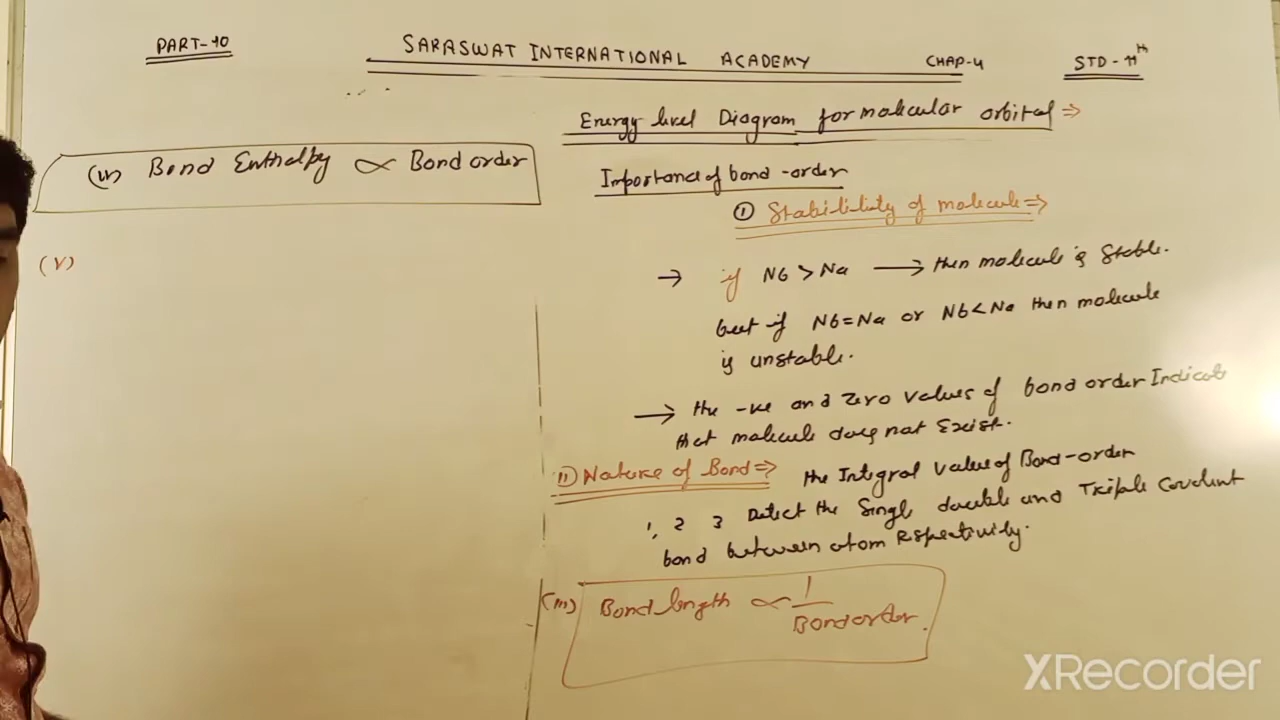 PART-10
SARASWAT INTERNATIONAL ACADEMY
CHAP-4
STD-11th
Energy level Diagram for molecular orbital ⇒
Importance of bond-order
① Stability of molecule ⇒
→ if Nb > Na → then molecule is stable.
but if Nb = Na or Nb < Na then molecule
is unstable.
→ the -ve and zero values of bond order Indicate
that molecule does not Exist.
(II) Nature of Bond ⇒ the Integral value of Bond-order
1, 2 3 Detect the Single double and Triple Covalent
bond between atom Respectivity.
(III) Bond length ∝ 1/Bond order.
(IV) Bond Enthalpy ∝ Bond order
(V)
XRecorder